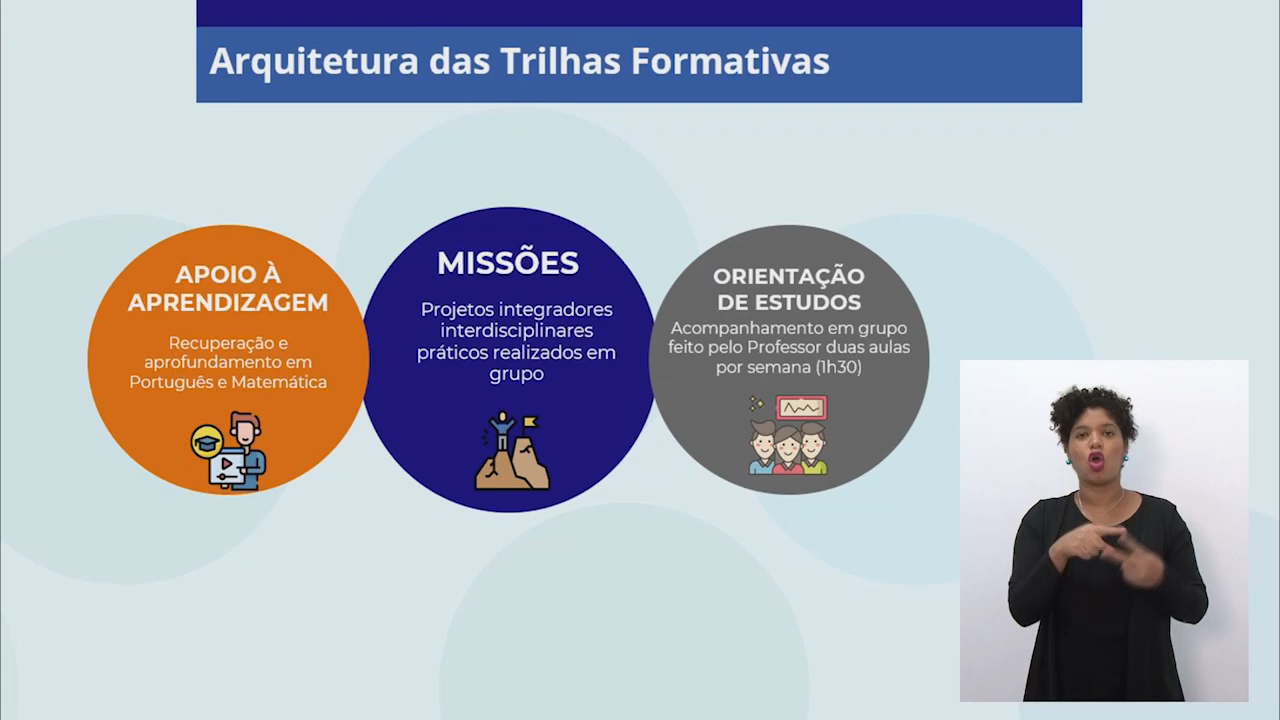 Arquitetura das Trilhas Formativas
APOIO À
APRENDIZAGEM
Recuperação e
aprofundamento em
Português e Matemática
MISSÕES
Projetos integradores
interdisciplinares
práticos realizados em
grupo
ORIENTAÇÃO
DE ESTUDOS
Acompanhamento em grupo
feito pelo Professor duas aulas
por semana (1h30)